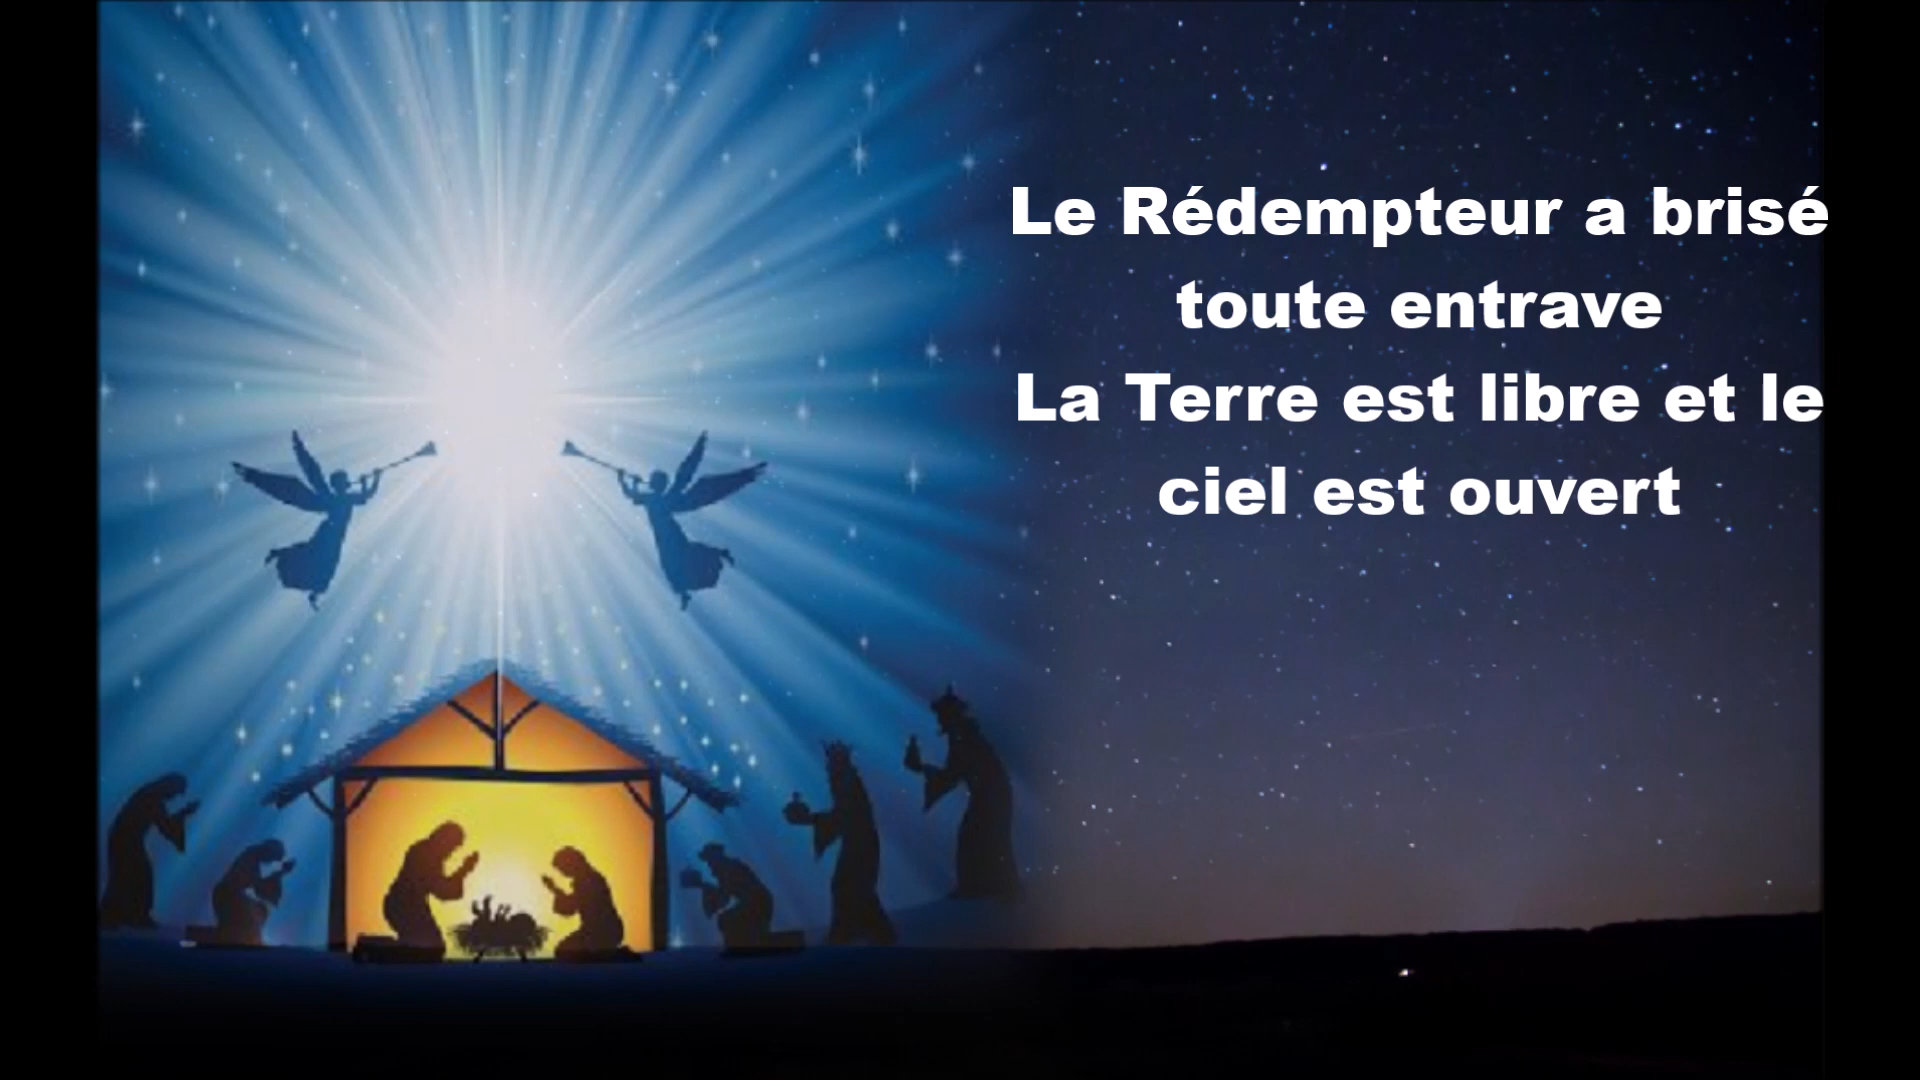 Le Rédempteur a brisé
toute entrave
La Terre est libre et le
ciel est ouvert